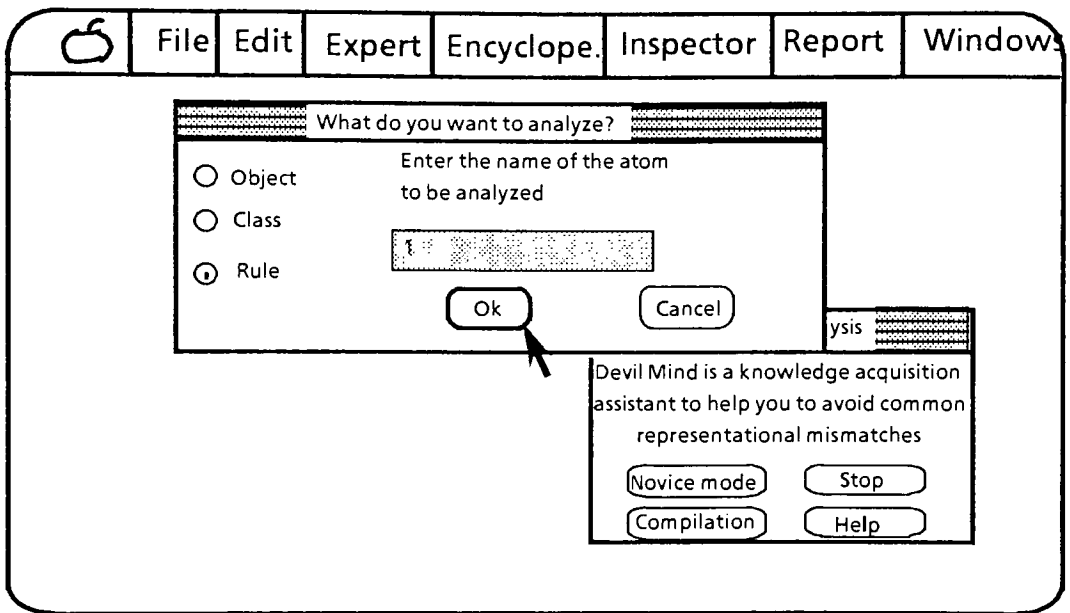 File Edit Expert Encyclope. Inspector Report Windows
What do you want to analyze?
Object
Class
Rule
Enter the name of the atom
to be analyzed
1
Ok
Cancel
ysis
Devil Mind is a knowledge acquisition
assistant to help you to avoid common
representational mismatches
Novice mode
Stop
Compilation
Help